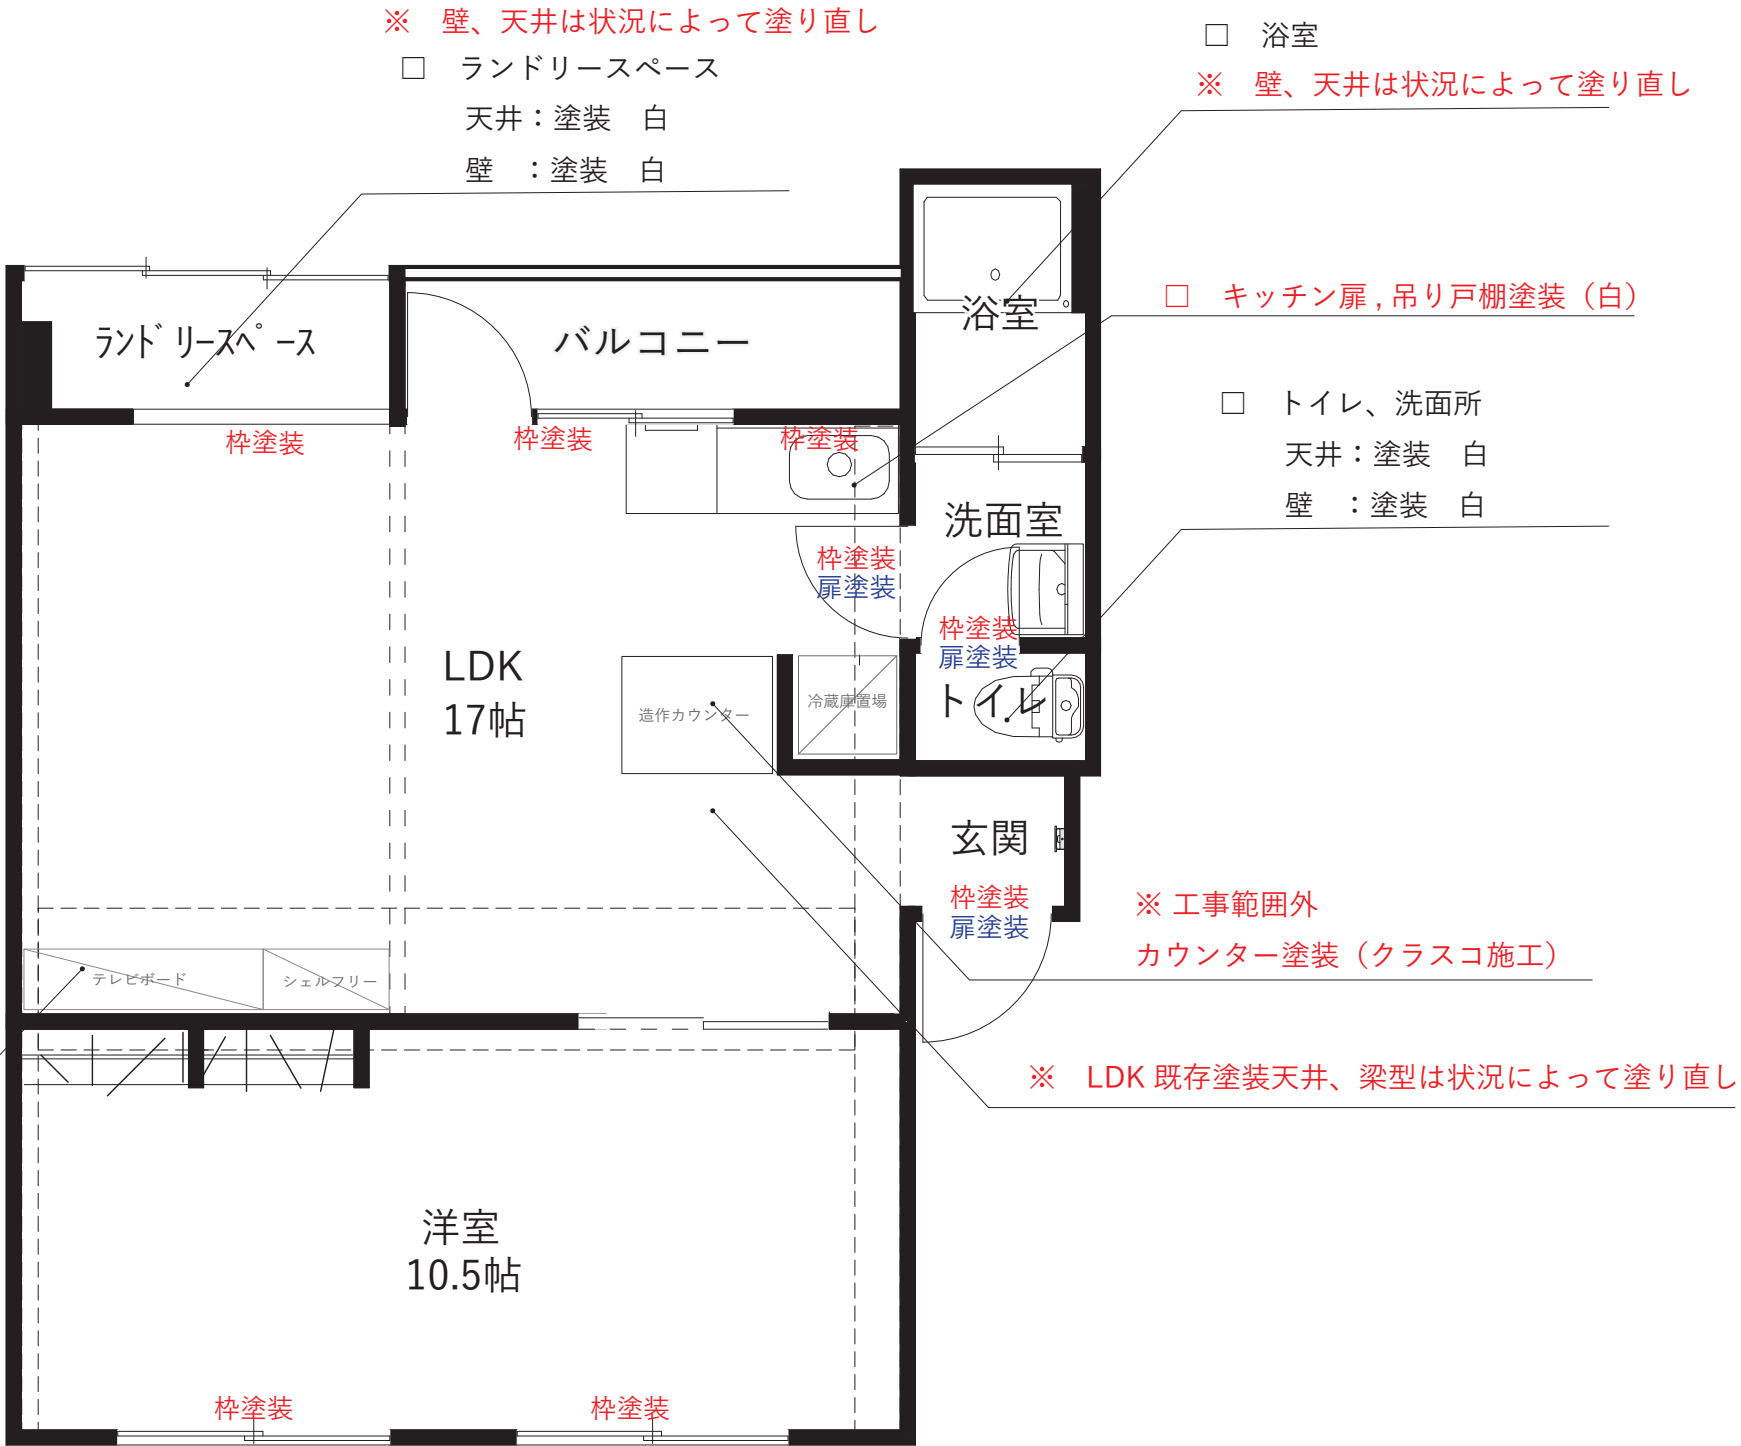 ※　壁、天井は状況によって塗り直し
□　ランドリースペース
天井：塗装　白
壁　：塗装　白
□　浴室
※　壁、天井は状況によって塗り直し
□　キッチン扉 , 吊り戸棚塗装（白）
□　トイレ、洗面所
天井：塗装　白
壁　：塗装　白
ﾗﾝﾄﾞﾘｰｽﾍﾟｰｽ
バルコニー
浴室
枠塗装
枠塗装
枠塗装
洗面室
枠塗装
扉塗装
枠塗装
扉塗装
LDK
17帖
造作カウンター
冷蔵庫置場
トイレ
玄関
枠塗装
扉塗装
※ 工事範囲外
カウンター塗装（クラスコ施工）
テレビボード
シェルフリー
※　LDK 既存塗装天井、梁型は状況によって塗り直し
洋室
10.5帖
枠塗装
枠塗装